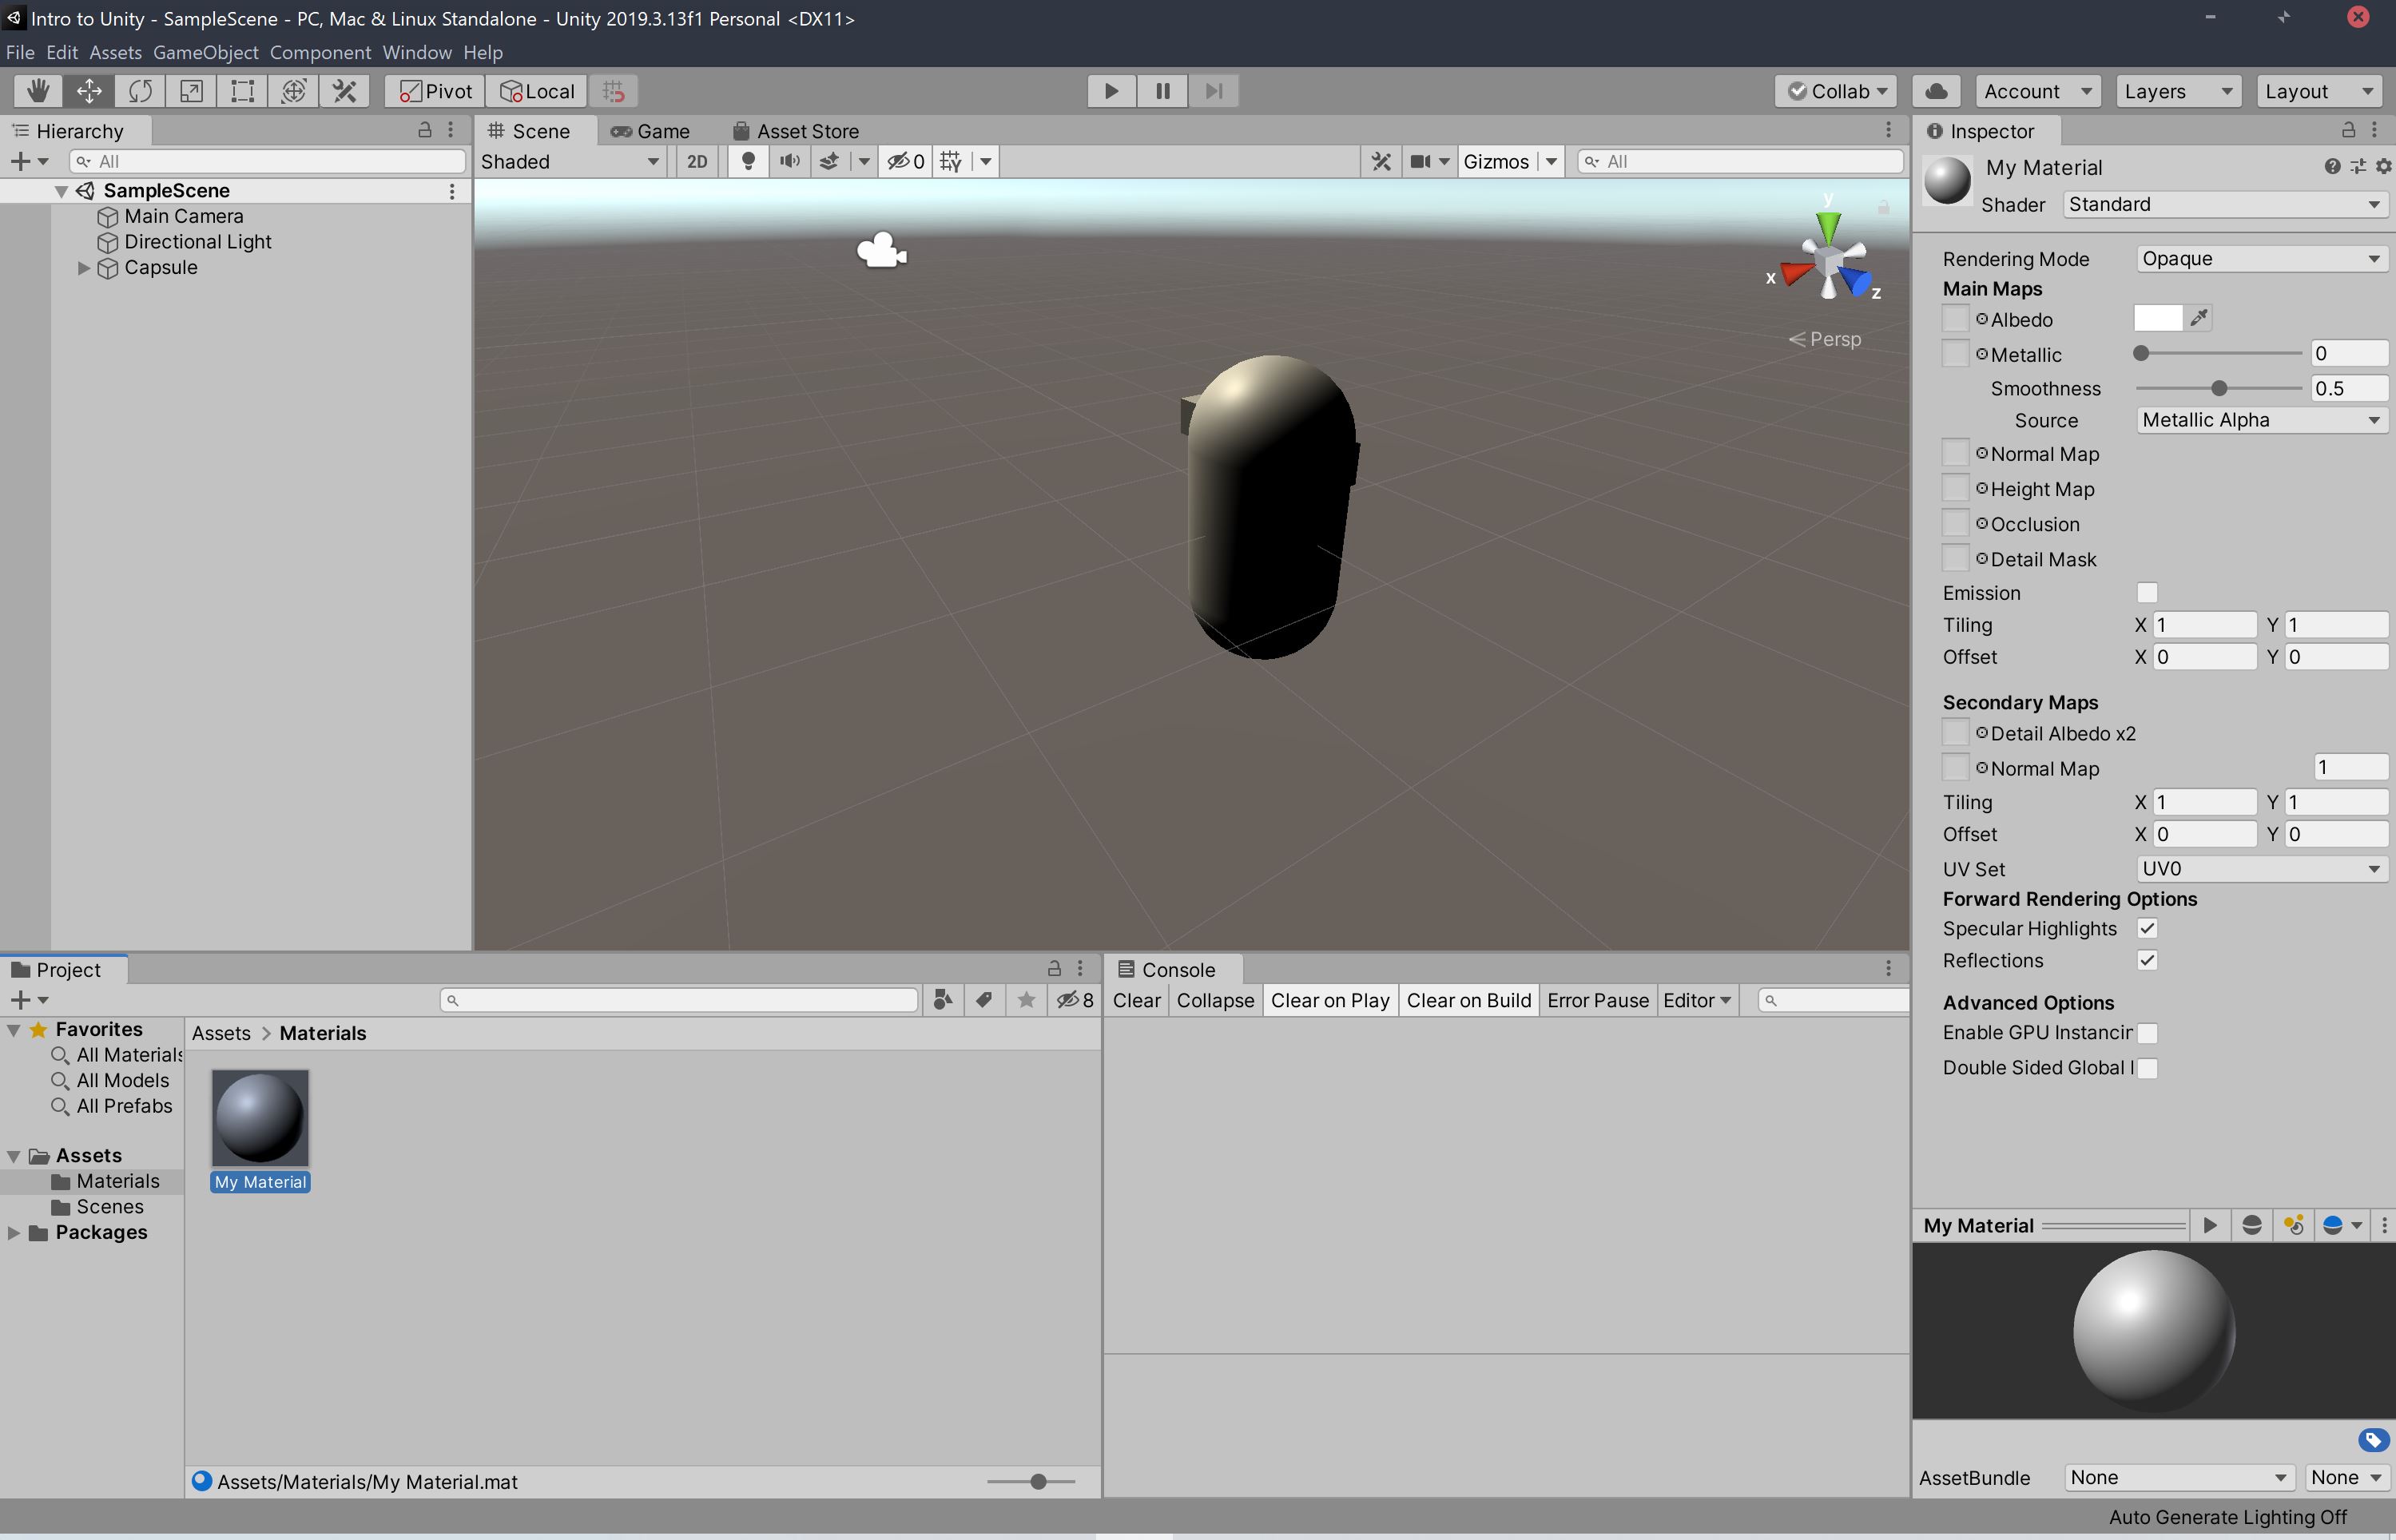 Intro to Unity - SampleScene - PC, Mac & Linux Standalone - Unity 2019.3.13f1 Personal <DX11>
File Edit Assets GameObject Component Window Help
Pivot Local Collab Account Layers Layout
Hierarchy
All
SampleScene
Main Camera
Directional Light
Capsule
Scene Game Asset Store
Shaded 2D 0 Gizmos All
y
x
z
Persp
Inspector
My Material
Shader Standard
Rendering Mode Opaque
Main Maps
Albedo
Metallic 0
Smoothness 0.5
Source Metallic Alpha
Normal Map
Height Map
Occlusion
Detail Mask
Emission
Tiling X 1 Y 1
Offset X 0 Y 0
Secondary Maps
Detail Albedo x2
Normal Map 1
Tiling X 1 Y 1
Offset X 0 Y 0
UV Set UV0
Forward Rendering Options
Specular Highlights
Reflections
Advanced Options
Enable GPU Instancir
Double Sided Global I
My Material
AssetBundle None None
Project
8
Favorites
All Materials
All Models
All Prefabs
Assets
Materials
Scenes
Packages
Assets > Materials
My Material
Assets/Materials/My Material.mat
Console
Clear Collapse Clear on Play Clear on Build Error Pause Editor
Auto Generate Lighting Off